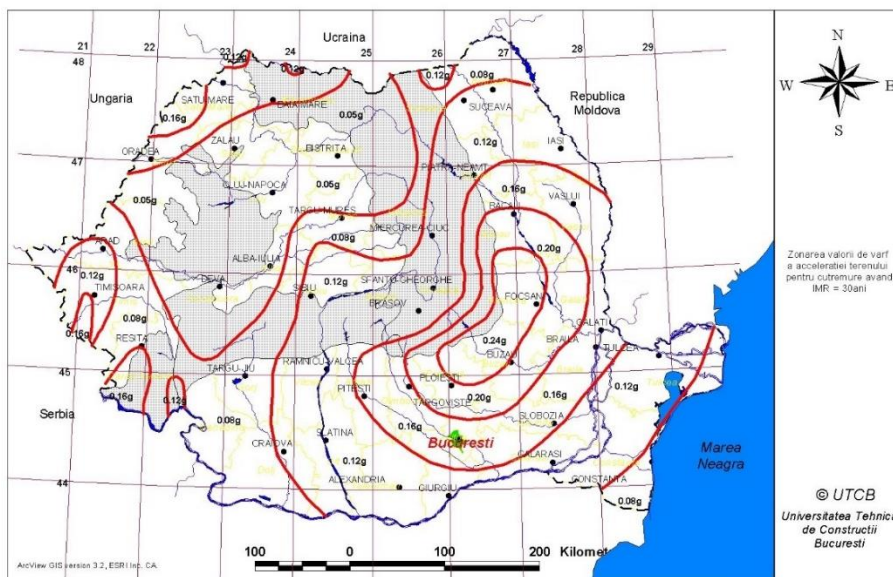 21
22
23
24
25
26
27
28
29
48
47
46
45
44
Ucraina
Ungaria
Republica
Moldova
Serbia
Marea
Neagra
N
W
E
S
0.12g
0.12g
0.12g
0.08g
SATU MARE
BAIA MARE
SUCEAVA
0.16g
0.05g
0.12g
IASI
ORADEA
ZALAU
BISTRITA
PIATRA-NEAMT
0.05g
CLUJ-NAPOCA
0.05g
0.16g
BACAU
VASLUI
TARGU-MURES
0.08g
MIERCUREA-CIUC
0.20g
ARAD
ALBA-IULIA
0.12g
TIMISOARA
DEVA
SIBIU
0.12g
SFANTU-GHEORGHE
BRASOV
FOCSANI
0.08g
0.16g
RESITA
0.24g
BUZAU
BRAILA
GALATI
TULCEA
TARGU-JIU
RAMNICU-VALCEA
PITESTI
PLOIESTI
TARGOVISTE
0.20g
0.16g
0.12g
0.16g
0.12g
0.08g
SLOBOZIA
CRAIOVA
SLATINA
0.16g
Bucuresti
0.12g
CALARASI
ALEXANDRIA
GIURGIU
CONSTANTA
0.08g
Zonarea valorii de varf
a acceleratiei terenului
pentru cutremure avand
IMR = 30ani
© UTCB
Universitatea Tehnica
de Constructii
Bucuresti
100 0 100 200 Kilomet
ArcView GIS version 3.2, ESRI Inc. CA.